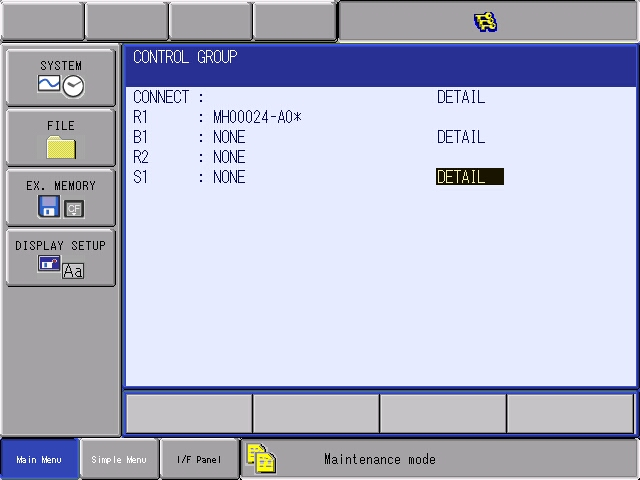 CONTROL GROUP
SYSTEM
FILE
EX. MEMORY
CF
DISPLAY SETUP
Aa
CONNECT : DETAIL
R1 : MH00024-A0*
B1 : NONE DETAIL
R2 : NONE
S1 : NONE DETAIL
Main Menu
Simple Menu
I/F Panel
Maintenance mode